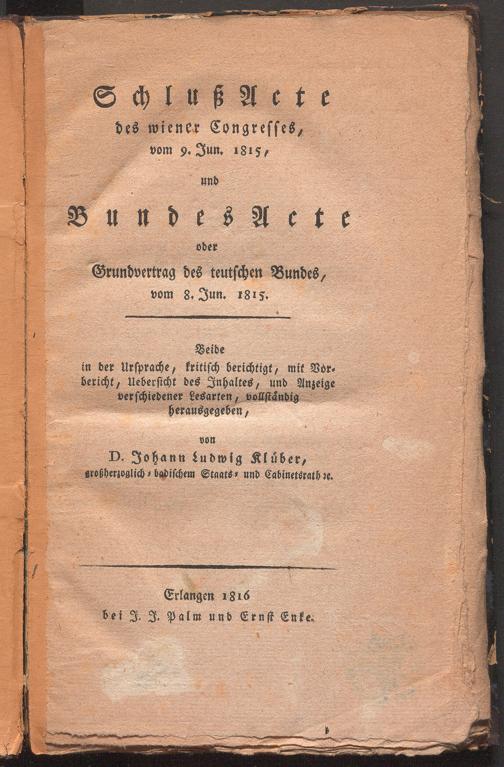 Schluß Acte
des wiener Congresses,
vom 9. Jun. 1815,
und
Bundes Acte
oder
Grundvertrag des teutschen Bundes,
vom 8. Jun. 1815.
Beide
in der Ursprache, kritisch berichtigt, mit Vor-
bericht, Uebersicht des Inhaltes, und Anzeige
verschiedener Lesarten, vollständig
herausgegeben,
von
D. Johann Ludwig Klüber,
großherzoglich-badischem Staats- und Cabinetsrath ꝛc.
Erlangen 1816
bei J. J. Palm und Ernst Enke.